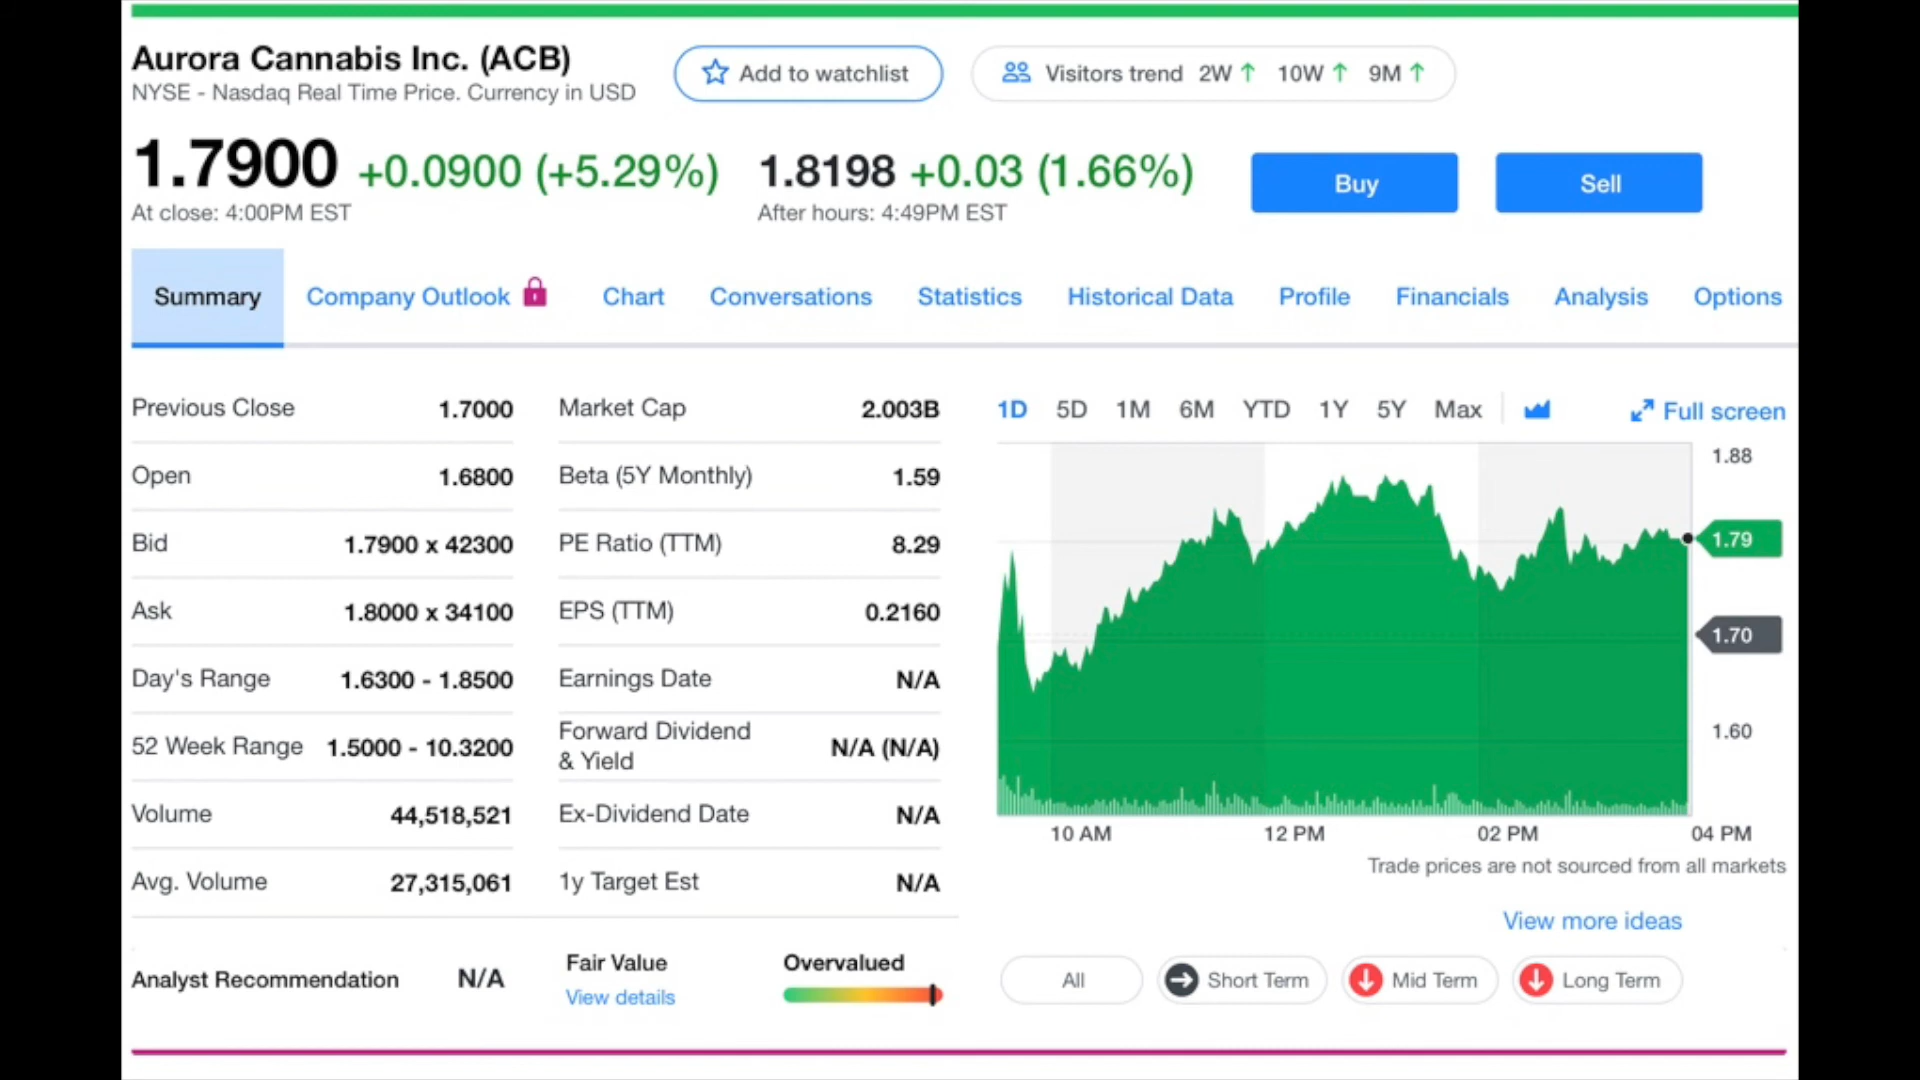 Aurora Cannabis Inc. (ACB)
NYSE - Nasdaq Real Time Price. Currency in USD
Add to watchlist
Visitors trend 2W ↑ 10W ↑ 9M ↑
1.7900 +0.0900 (+5.29%)
At close: 4:00PM EST
1.8198 +0.03 (1.66%)
After hours: 4:49PM EST
Buy
Sell
Summary Company Outlook Chart Conversations Statistics Historical Data Profile Financials Analysis Options
Previous Close 1.7000
Open 1.6800
Bid 1.7900 x 42300
Ask 1.8000 x 34100
Day's Range 1.6300 - 1.8500
52 Week Range 1.5000 - 10.3200
Volume 44,518,521
Avg. Volume 27,315,061
Market Cap 2.003B
Beta (5Y Monthly) 1.59
PE Ratio (TTM) 8.29
EPS (TTM) 0.2160
Earnings Date N/A
Forward Dividend
& Yield N/A (N/A)
Ex-Dividend Date N/A
1y Target Est N/A
1D 5D 1M 6M YTD 1Y 5Y Max Full screen
1.88
1.79
1.70
1.60
10 AM 12 PM 02 PM 04 PM
Trade prices are not sourced from all markets
View more ideas
Analyst Recommendation N/A
Fair Value
View details
Overvalued
All Short Term Mid Term Long Term